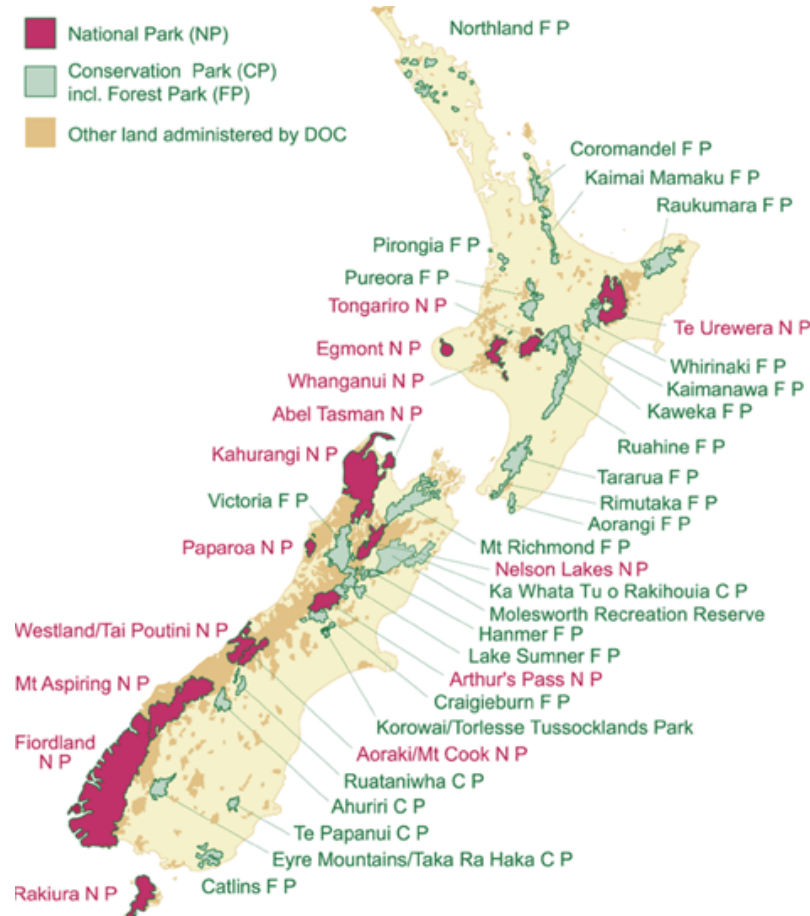 National Park (NP)
Conservation Park (CP)
incl. Forest Park (FP)
Other land administered by DOC
Northland F P
Coromandel F P
Kaimai Mamaku F P
Raukumara F P
Pirongia F P
Pureora F P
Tongariro N P
Te Urewera N P
Egmont N P
Whirinaki F P
Whanganui N P
Kaimanawa F P
Kaweka F P
Abel Tasman N P
Ruahine F P
Kahurangi N P
Tararua F P
Victoria F P
Rimutaka F P
Aorangi F P
Paparoa N P
Mt Richmond F P
Nelson Lakes N P
Ka Whata Tu o Rakihouia C P
Molesworth Recreation Reserve
Westland/Tai Poutini N P
Hanmer F P
Lake Sumner F P
Mt Aspiring N P
Arthur's Pass N P
Craigieburn F P
Korowai/Torlesse Tussocklands Park
Fiordland
N P
Aoraki/Mt Cook N P
Ruataniwha C P
Ahuriri C P
Te Papanui C P
Eyre Mountains/Taka Ra Haka C P
Catlins F P
Rakiura N P